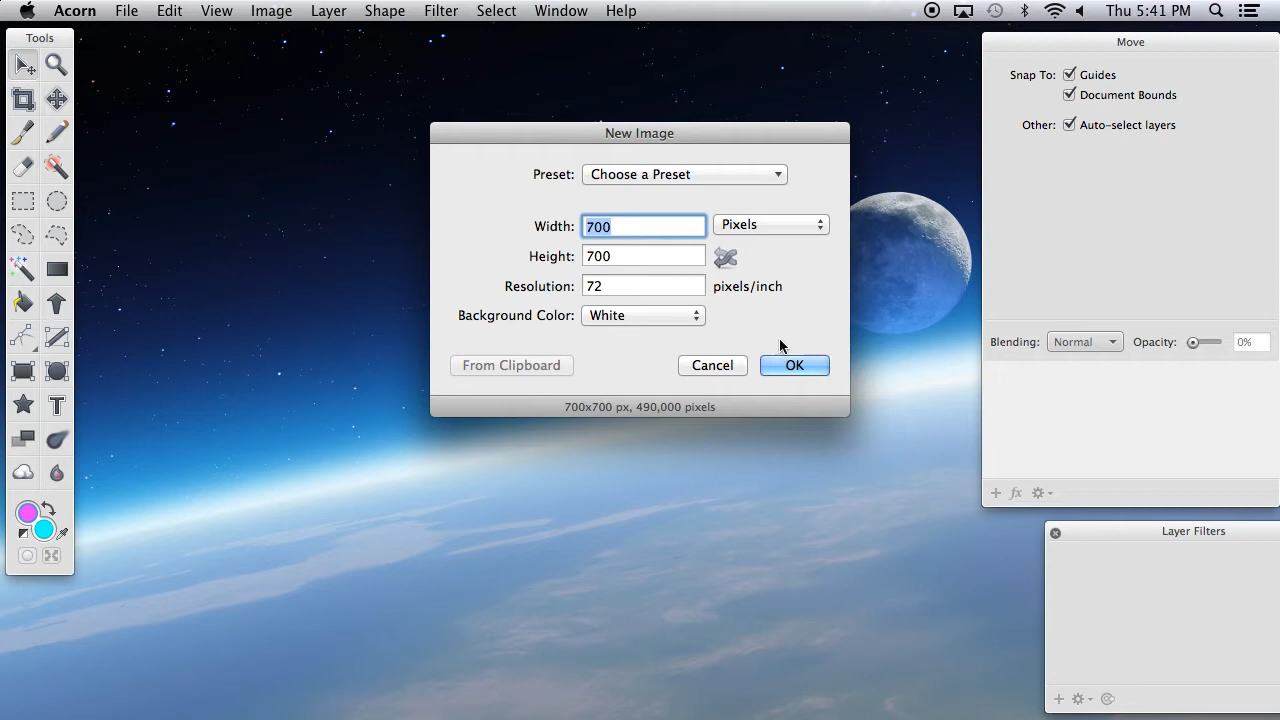 Acorn File Edit View Image Layer Shape Filter Select Window Help Thu 5:41 PM
Tools
Move
Snap To: Guides
Document Bounds
Other: Auto-select layers
New Image
Preset: Choose a Preset
Width: 700 Pixels
Height: 700
Resolution: 72 pixels/inch
Background Color: White
From Clipboard Cancel OK
700x700 px, 490,000 pixels
Blending: Normal Opacity: 0%
fx
Layer Filters
T